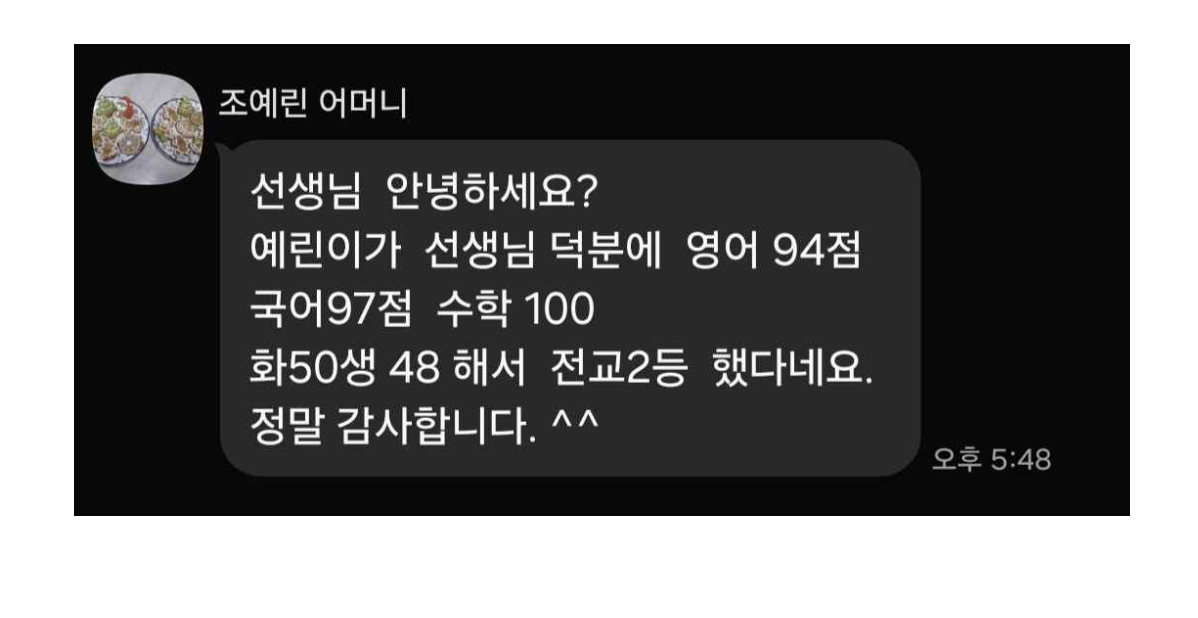 조예린 어머니
선생님 안녕하세요?
예린이가 선생님 덕분에 영어 94점
국어97점 수학 100
화50생 48 해서 전교2등 했다네요.
정말 감사합니다. ^^
오후 5:48